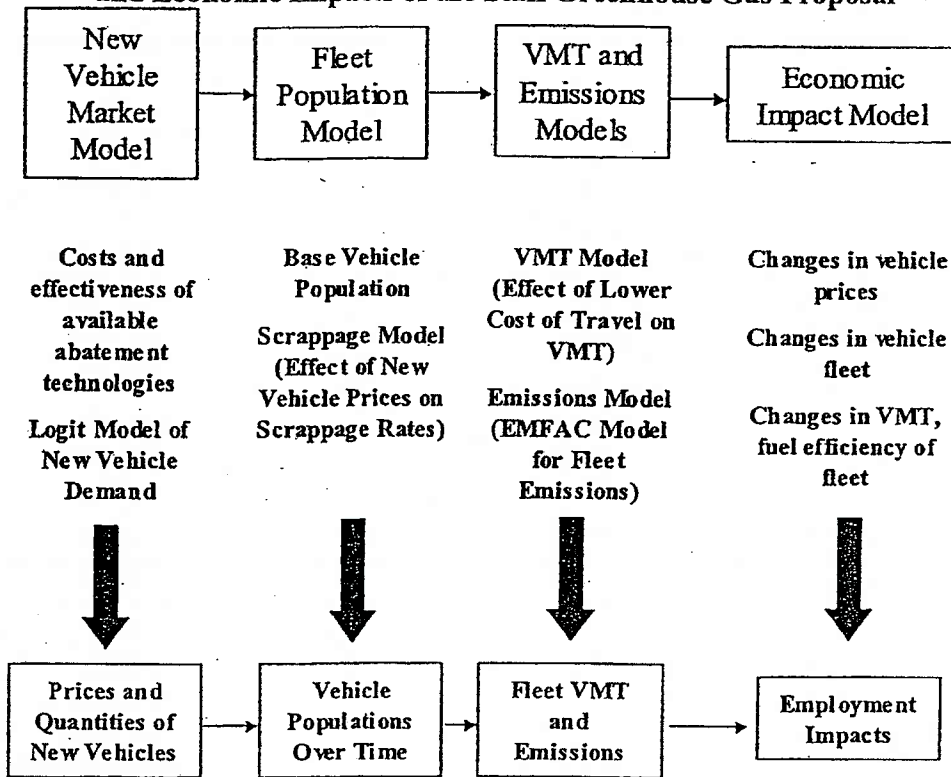 and Economic Impacts of the Staff Greenhouse Gas Proposal
New
Vehicle
Market
Model
Fleet
Population
Model
VMT and
Emissions
Models
Economic
Impact Model
Costs and
effectiveness of
available
abatement
technologies
Logit Model of
New Vehicle
Demand
Base Vehicle
Population
Scrappage Model
(Effect of New
Vehicle Prices on
Scrappage Rates)
VMT Model
(Effect of Lower
Cost of Travel on
VMT)
Emissions Model
(EMFAC Model
for Fleet
Emissions)
Changes in vehicle
prices
Changes in vehicle
fleet
Changes in VMT,
fuel efficiency of
fleet
Prices and
Quantities of
New Vehicles
Vehicle
Populations
Over Time
Fleet VMT
and
Emissions
Employment
Impacts